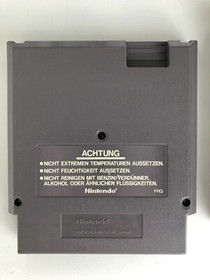 ACHTUNG
• NICHT EXTREMEN TEMPERATUREN AUSSETZEN.
• NICHT FEUCHTIGKEIT AUSSETZEN.
• NICHT REINIGEN MIT BENZIN/VERDÜNNER,
ALKOHOL ODER ÄHNLICHEN FLÜSSIGKEITEN.
Nintendo
FRG
Nintendo